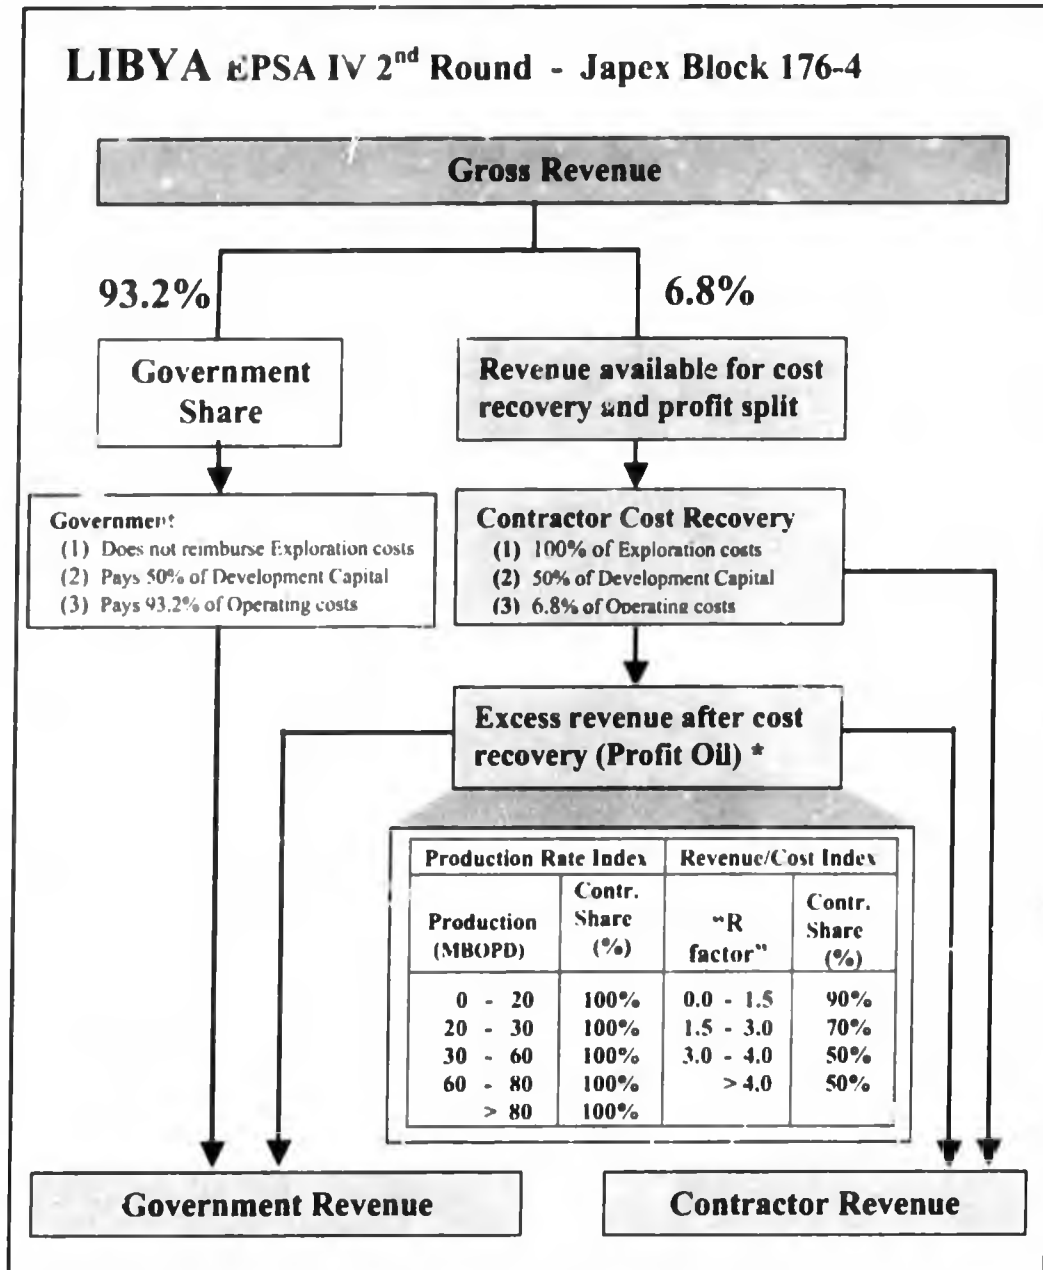 LIBYA EPSA IV 2nd Round - Japex Block 176-4
Gross Revenue
93.2%
6.8%
Government
Share
Revenue available for cost
recovery and profit split
Government
(1) Does not reimburse Exploration costs
(2) Pays 50% of Development Capital
(3) Pays 93.2% of Operating costs
Contractor Cost Recovery
(1) 100% of Exploration costs
(2) 50% of Development Capital
(3) 6.8% of Operating costs
Excess revenue after cost
recovery (Profit Oil) *
Production Rate Index Revenue/Cost Index
Production (MBOPD) Contr. Share (%) "R factor" Contr. Share (%)
0 - 20 100% 0.0 - 1.5 90%
20 - 30 100% 1.5 - 3.0 70%
30 - 60 100% 3.0 - 4.0 50%
60 - 80 100% > 4.0 50%
> 80 100%
Government Revenue
Contractor Revenue